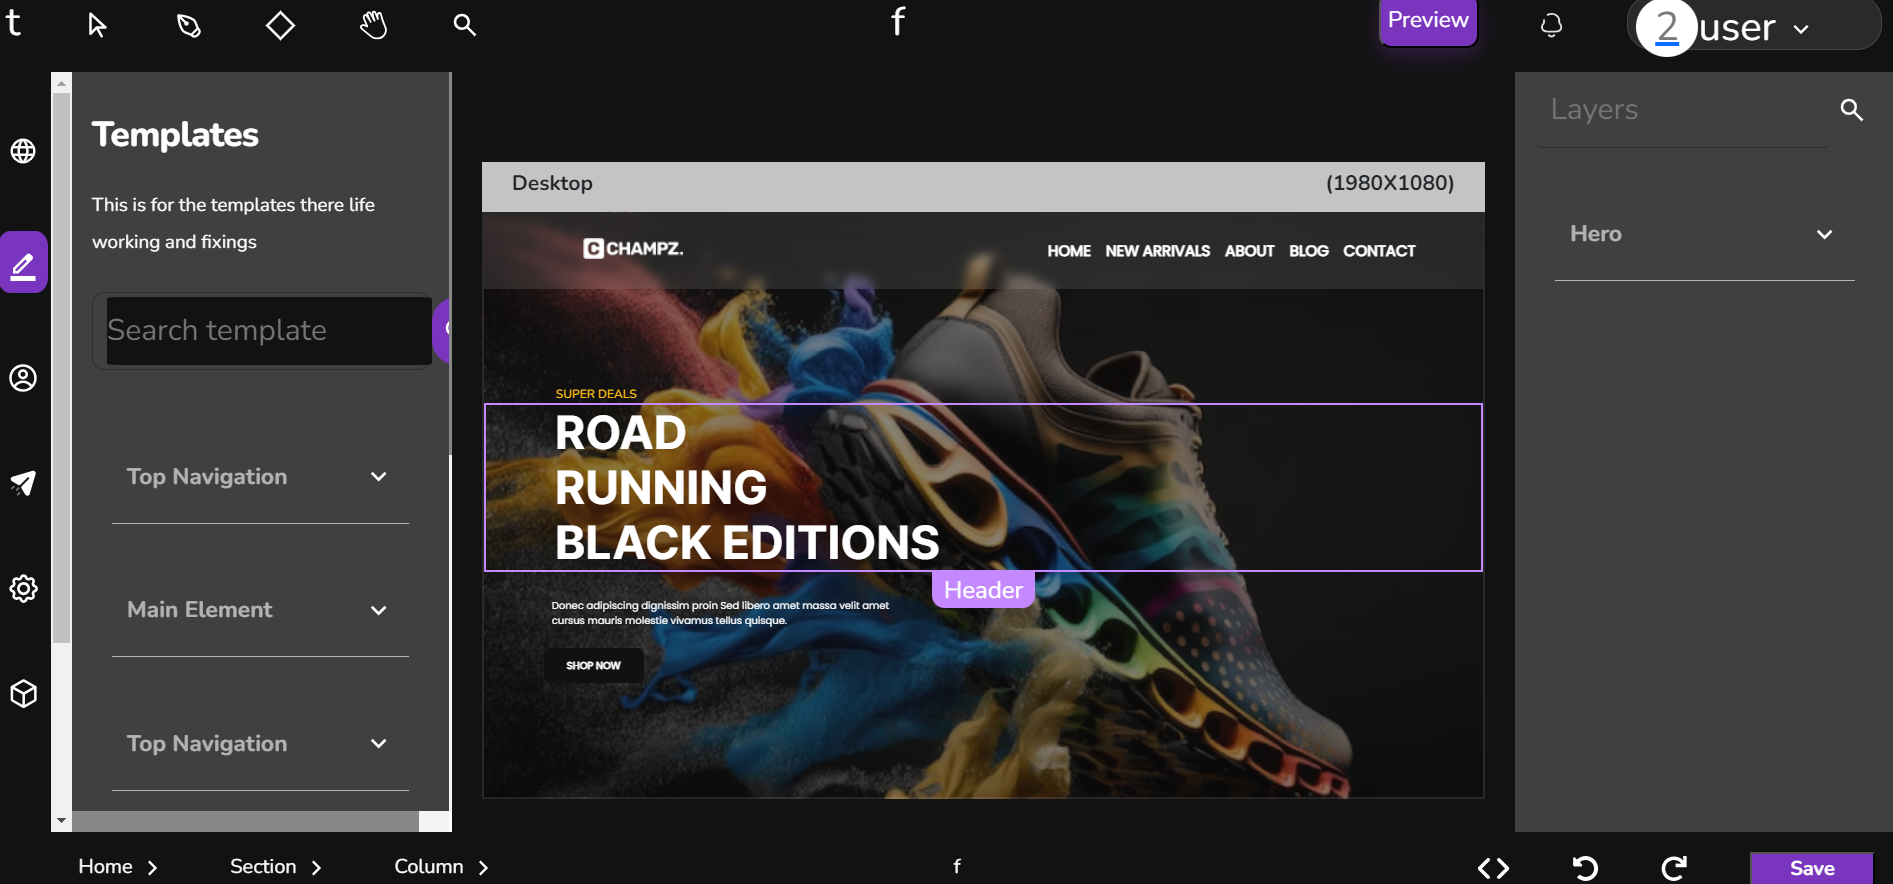 t
f
Preview
2
user
Templates
This is for the templates there life
working and fixings
Search template
Top Navigation
Main Element
Top Navigation
Desktop
(1980X1080)
C CHAMPZ.
HOME NEW ARRIVALS ABOUT BLOG CONTACT
SUPER DEALS
ROAD
RUNNING
BLACK EDITIONS
Header
Donec adipiscing dignissim proin Sed libero amet massa velit amet
cursus mauris molestie vivamus tellus quisque.
SHOP NOW
Layers
Hero
Home
Section
Column
f
Save